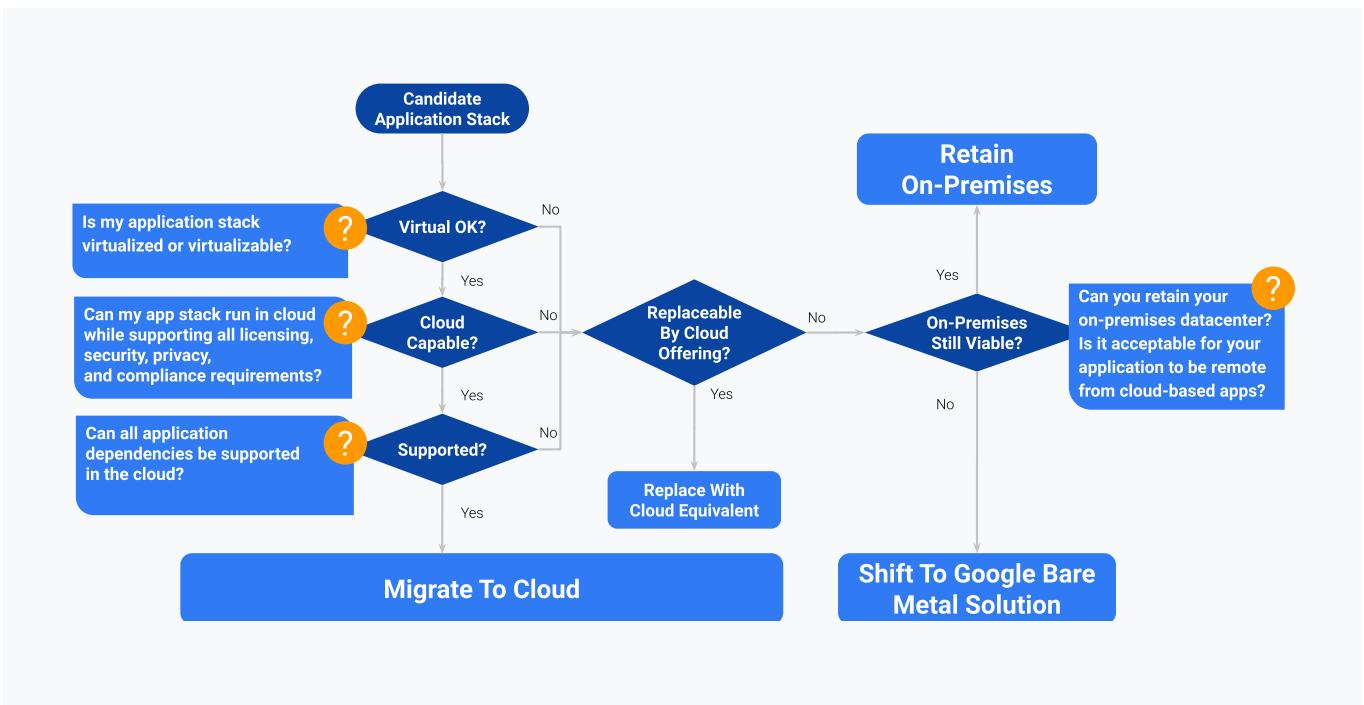 Candidate
Application Stack
Retain
On-Premises
Is my application stack
virtualized or virtualizable?
?
Virtual OK?
No
Yes
Can my app stack run in cloud
while supporting all licensing,
security, privacy,
and compliance requirements?
?
Cloud
Capable?
No
Yes
Can all application
dependencies be supported
in the cloud?
?
Supported?
No
Yes
Replaceable
By Cloud
Offering?
No
Yes
Replace With
Cloud Equivalent
On-Premises
Still Viable?
Yes
No
?
Can you retain your
on-premises datacenter?
Is it acceptable for your
application to be remote
from cloud-based apps?
Migrate To Cloud
Shift To Google Bare
Metal Solution